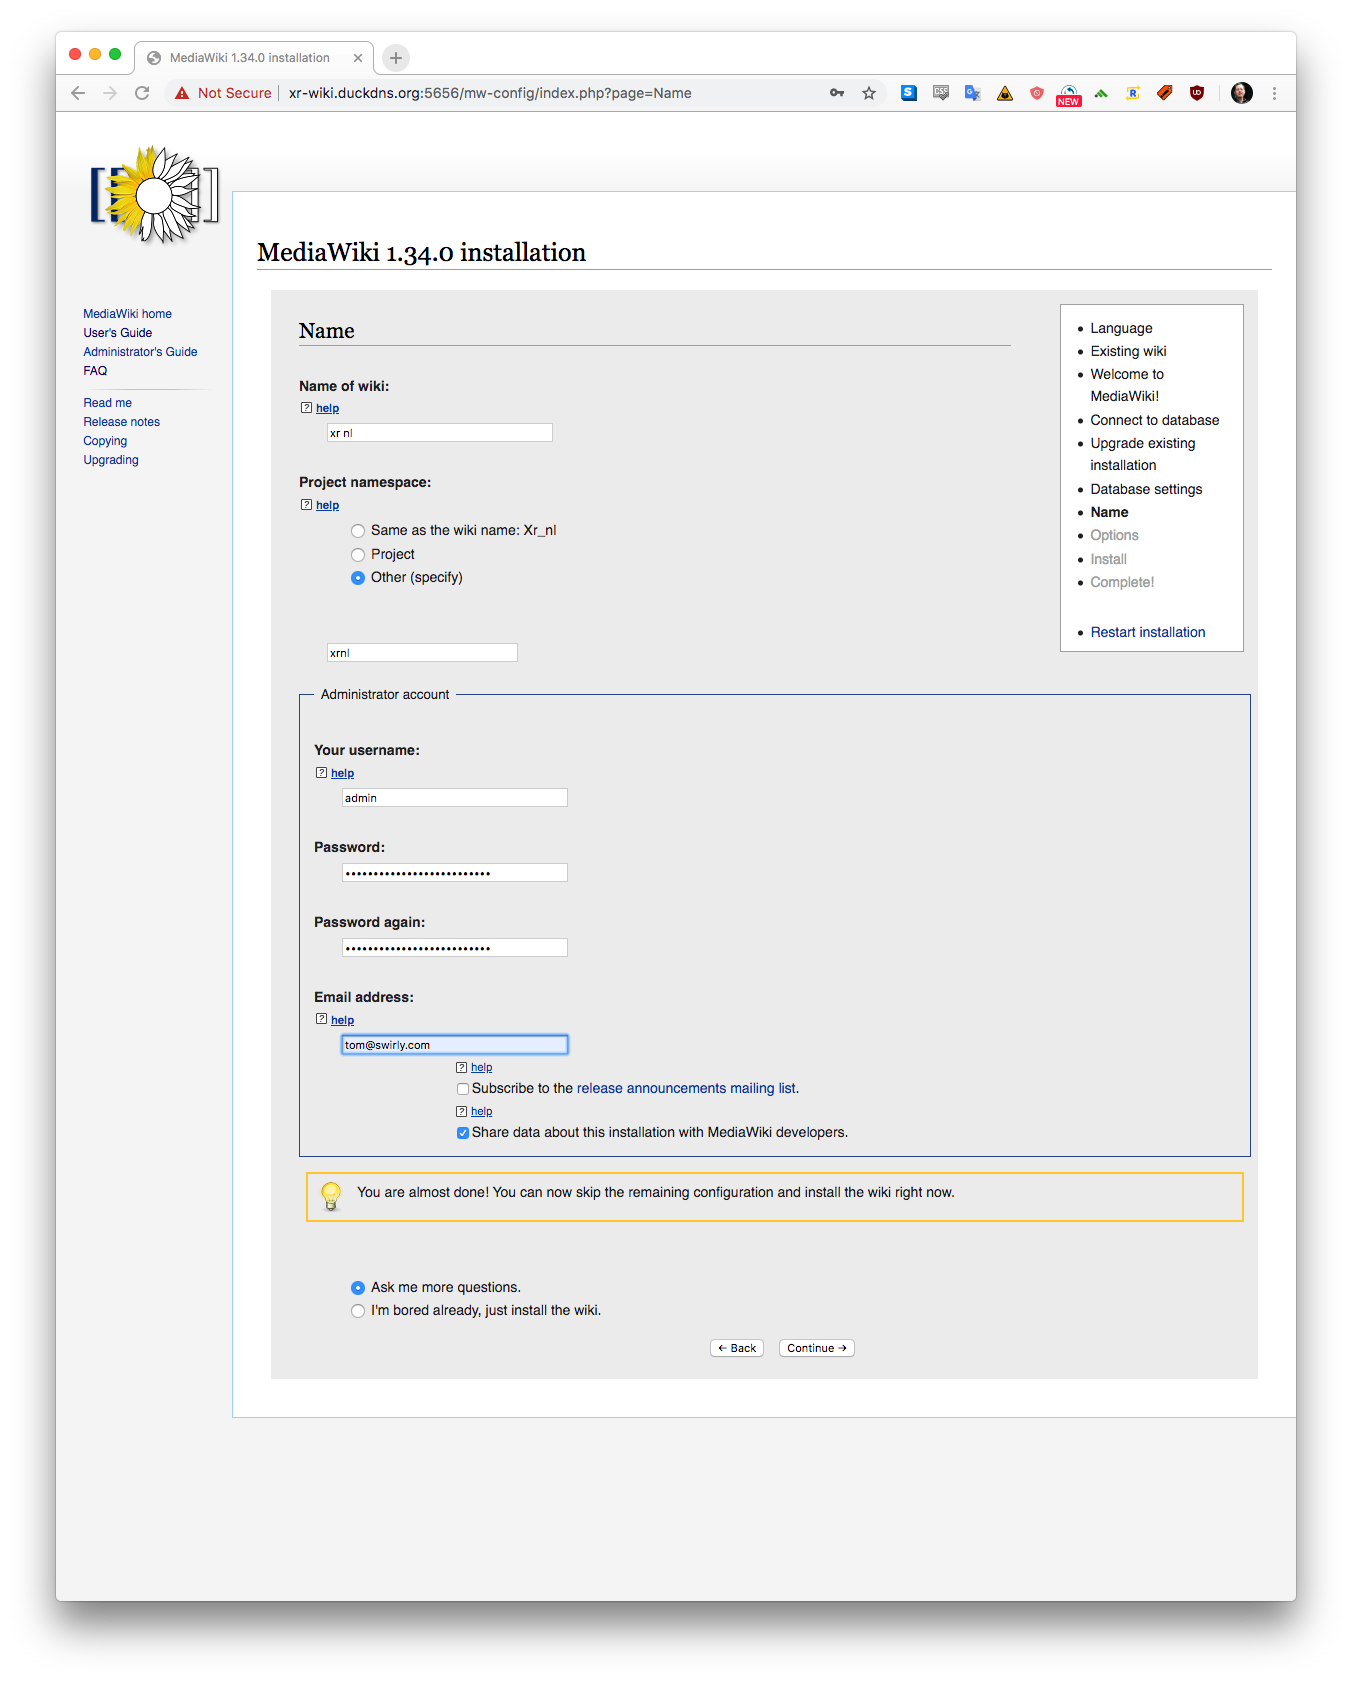 MediaWiki 1.34.0 installation
Not Secure
xr-wiki.duckdns.org:5656/mw-config/index.php?page=Name
S
CSS
G
NEW
R
UD
MediaWiki home
User's Guide
Administrator's Guide
FAQ
Read me
Release notes
Copying
Upgrading
MediaWiki 1.34.0 installation
Name
Name of wiki:
? help
xr nl
Project namespace:
? help
Same as the wiki name: Xr_nl
Project
Other (specify)
xrnl
Administrator account
Your username:
? help
admin
Password:
••••••••••••••••••••••••••
Password again:
••••••••••••••••••••••••••
Email address:
? help
tom@swirly.com
? help
Subscribe to the release announcements mailing list.
? help
Share data about this installation with MediaWiki developers.
You are almost done! You can now skip the remaining configuration and install the wiki right now.
Ask me more questions.
I'm bored already, just install the wiki.
← Back
Continue →
Language
Existing wiki
Welcome to
MediaWiki!
Connect to database
Upgrade existing
installation
Database settings
Name
Options
Install
Complete!
Restart installation